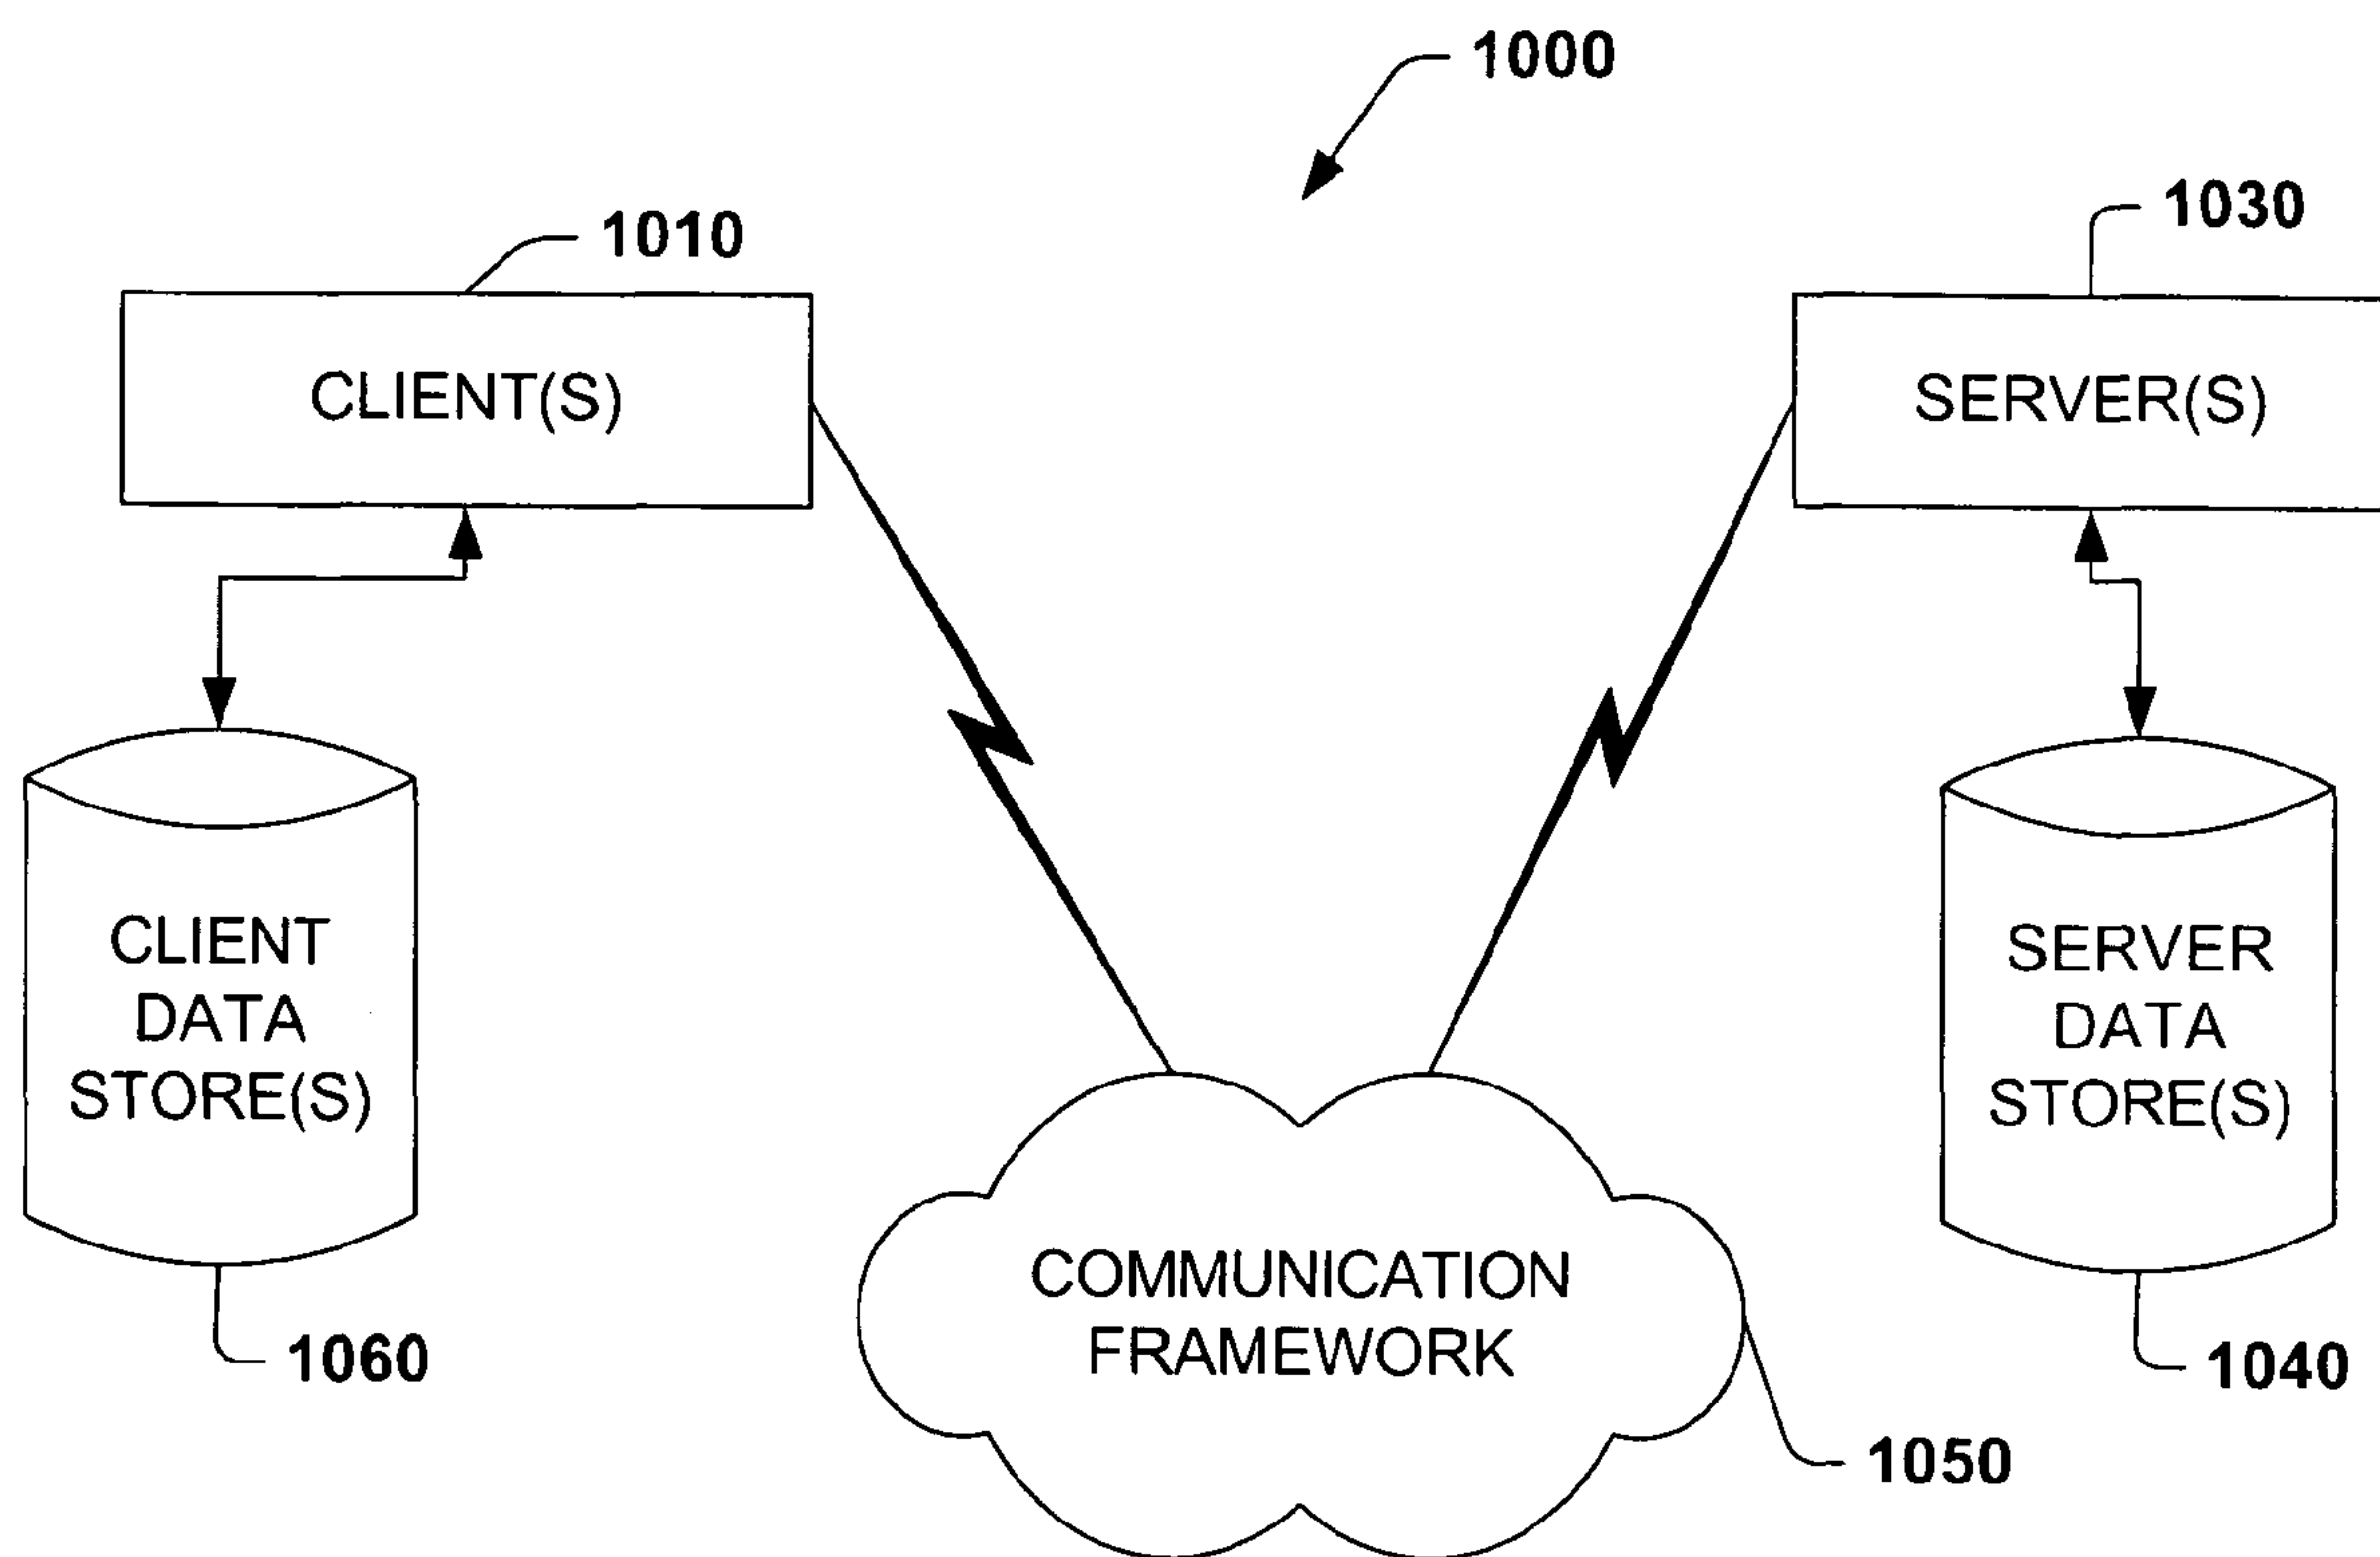 1000
1010
1030
CLIENT(S)
SERVER(S)
CLIENT
DATA
STORE(S)
SERVER
DATA
STORE(S)
COMMUNICATION
FRAMEWORK
1060
1040
1050